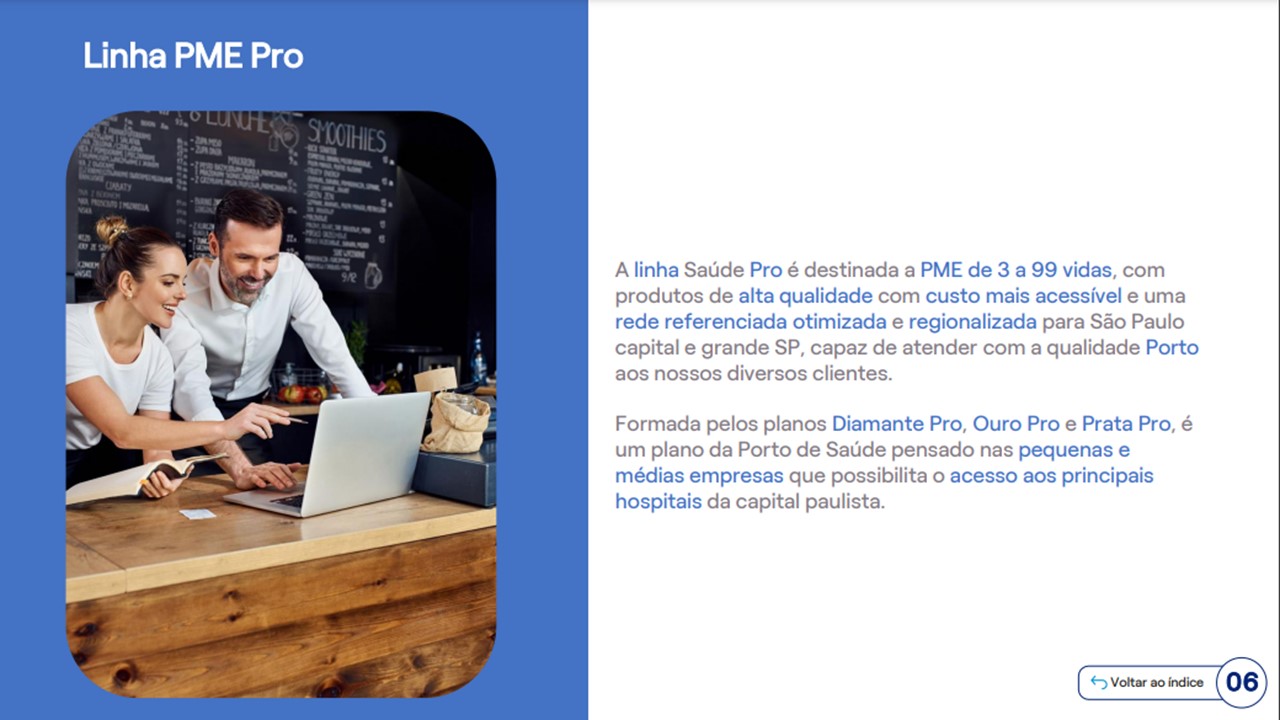 Linha PME Pro
LUNCHE
SMOOTHIES
A linha Saúde Pro é destinada a PME de 3 a 99 vidas, com
produtos de alta qualidade com custo mais acessível e uma
rede referenciada otimizada e regionalizada para São Paulo
capital e grande SP, capaz de atender com a qualidade Porto
aos nossos diversos clientes.
Formada pelos planos Diamante Pro, Ouro Pro e Prata Pro, é
um plano da Porto de Saúde pensado nas pequenas e
médias empresas que possibilita o acesso aos principais
hospitais da capital paulista.
Voltar ao índice
06